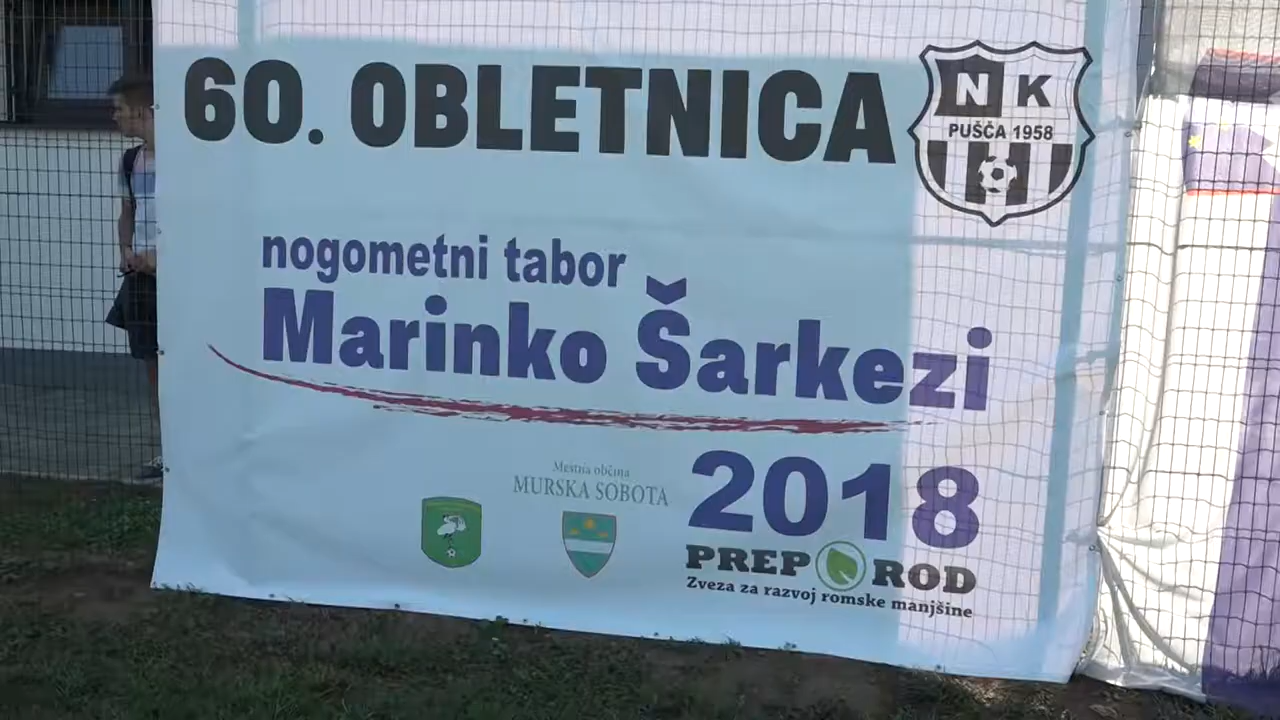 60. OBLETNICA
NK
PUŠČA 1958
nogometni tabor
Marinko Šarkezi
2018
Mestna občina
MURSKA SOBOTA
PREPOROD
Zveza za razvoj romske manjšine